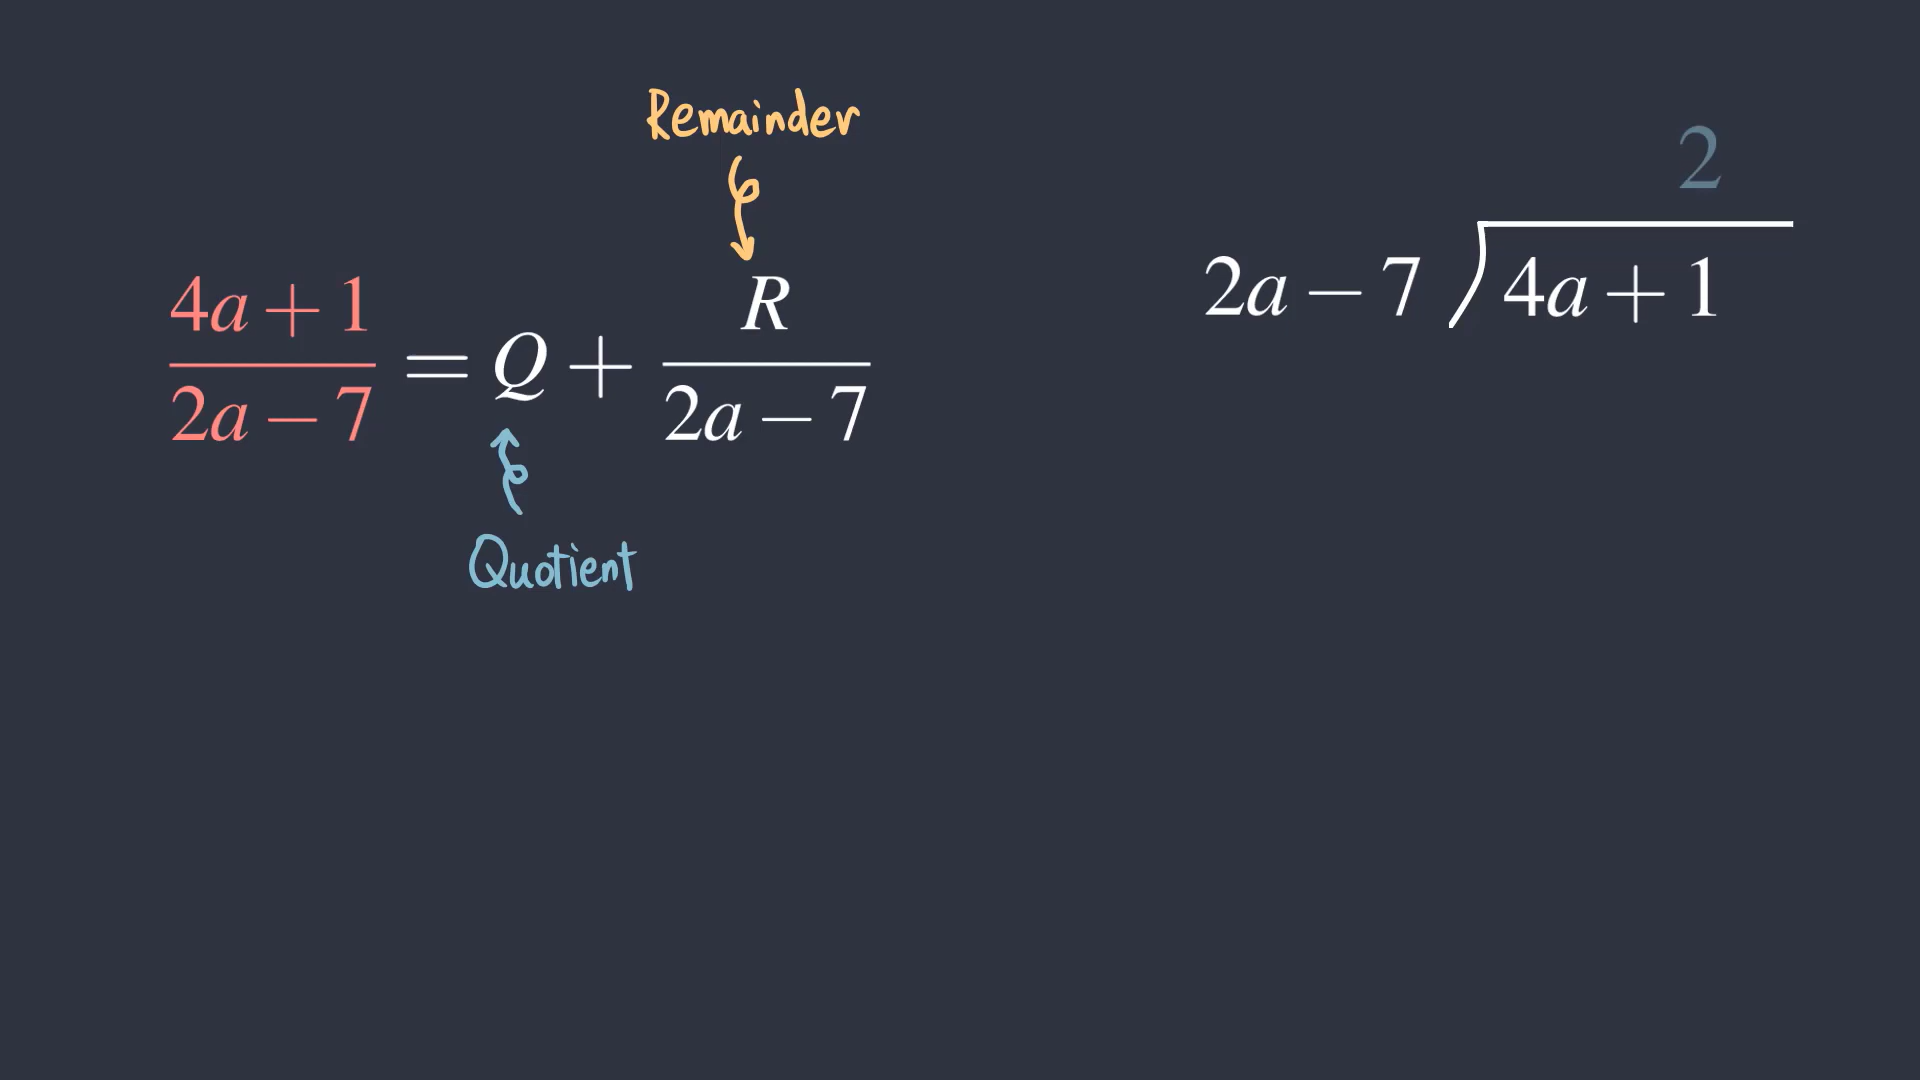 Remainder
4a + 1 / 2a − 7 = Q + R / 2a − 7
Quotient
2
2a − 7 ) 4a + 1